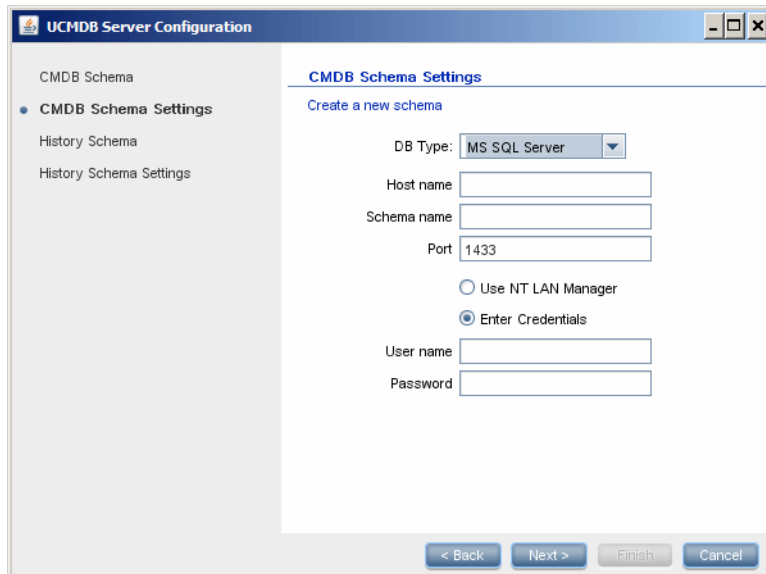 UCMDB Server Configuration
CMDB Schema
CMDB Schema Settings
History Schema
History Schema Settings
CMDB Schema Settings
Create a new schema
DB Type: MS SQL Server
Host name
Schema name
Port 1433
Use NT LAN Manager
Enter Credentials
User name
Password
< Back Next > Finish Cancel